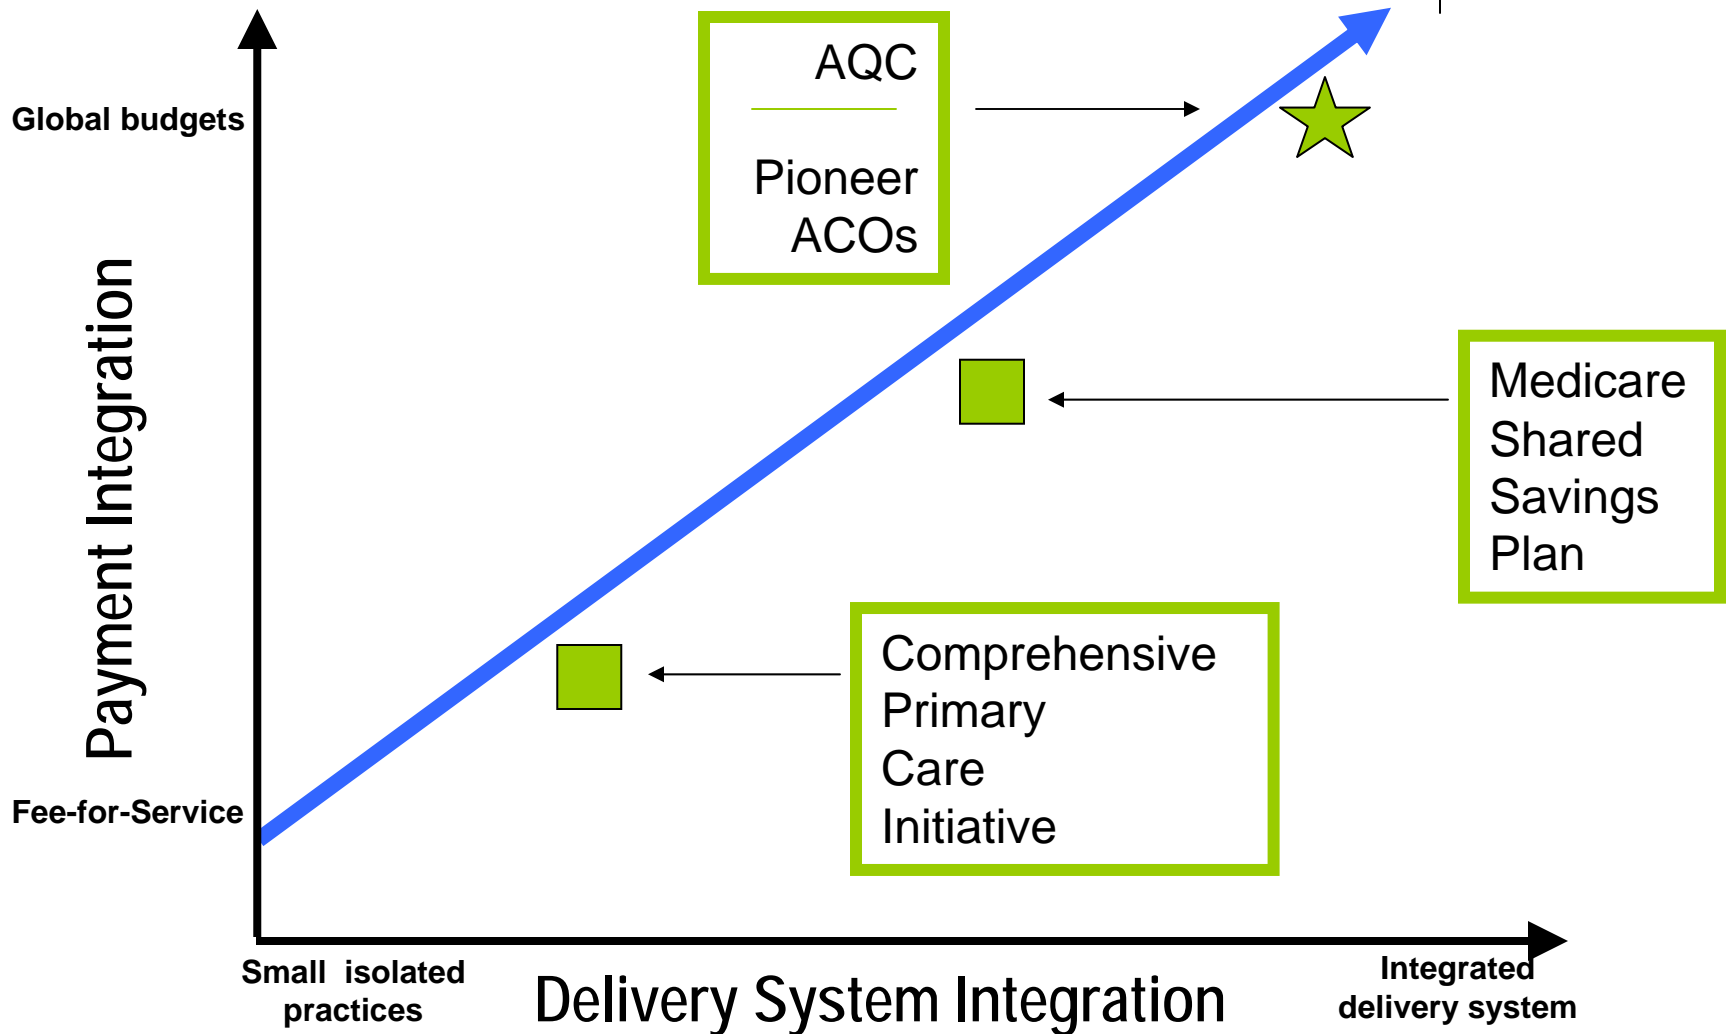 AQC
Global budgets
Pioneer
ACOs
Payment Integration
Medicare
Shared
Savings
Plan
Comprehensive
Primary
Care
Initiative
Fee-for-Service
Small isolated
practices
Delivery System Integration
Integrated
delivery system